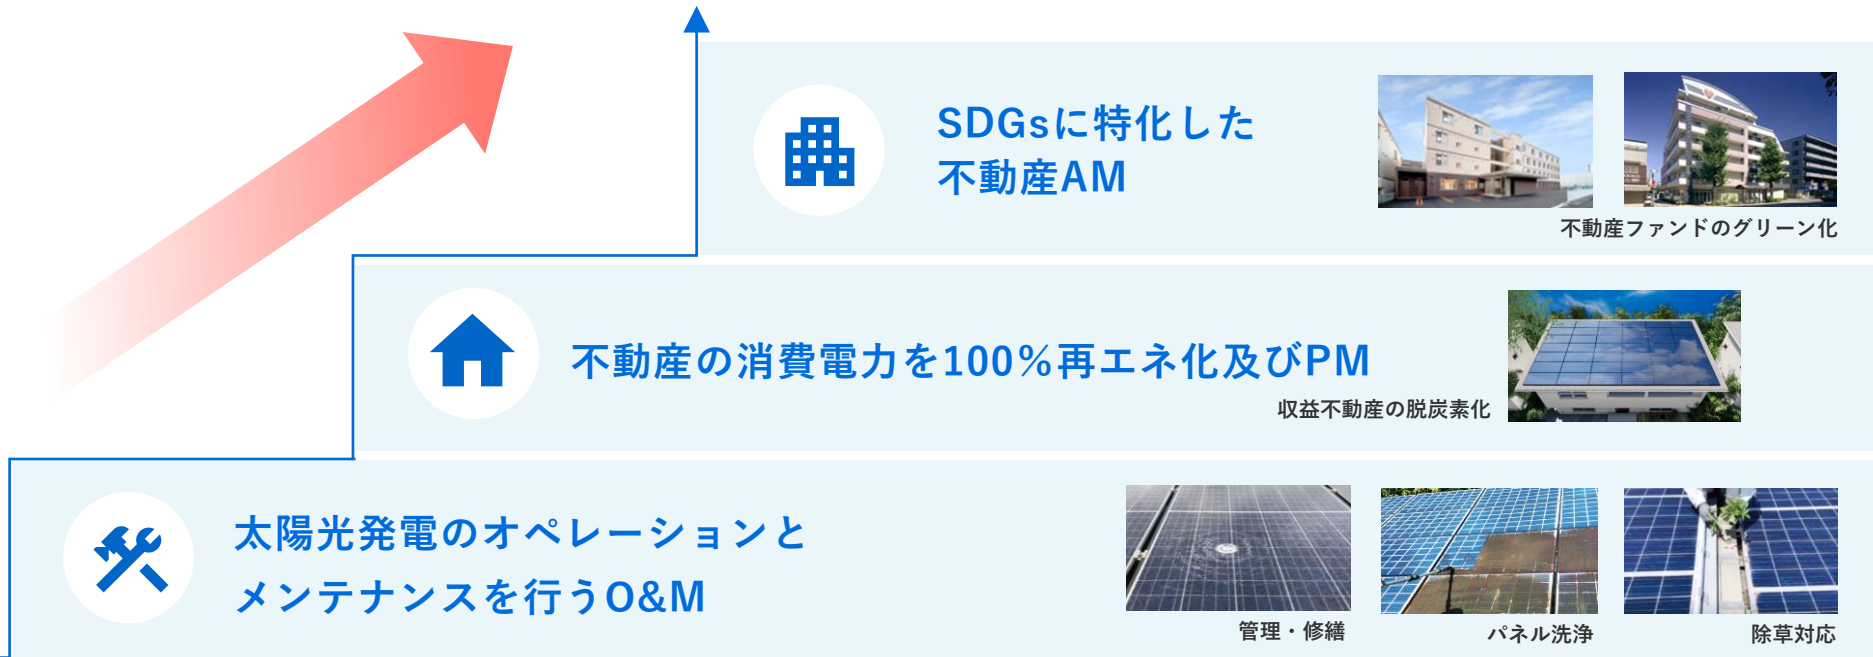 SDGsに特化した
不動産AM
不動産ファンドのグリーン化
不動産の消費電力を100%再エネ化及びPM
収益不動産の脱炭素化
太陽光発電のオペレーションと
メンテナンスを行うO&M
管理・修繕
パネル洗浄
除草対応